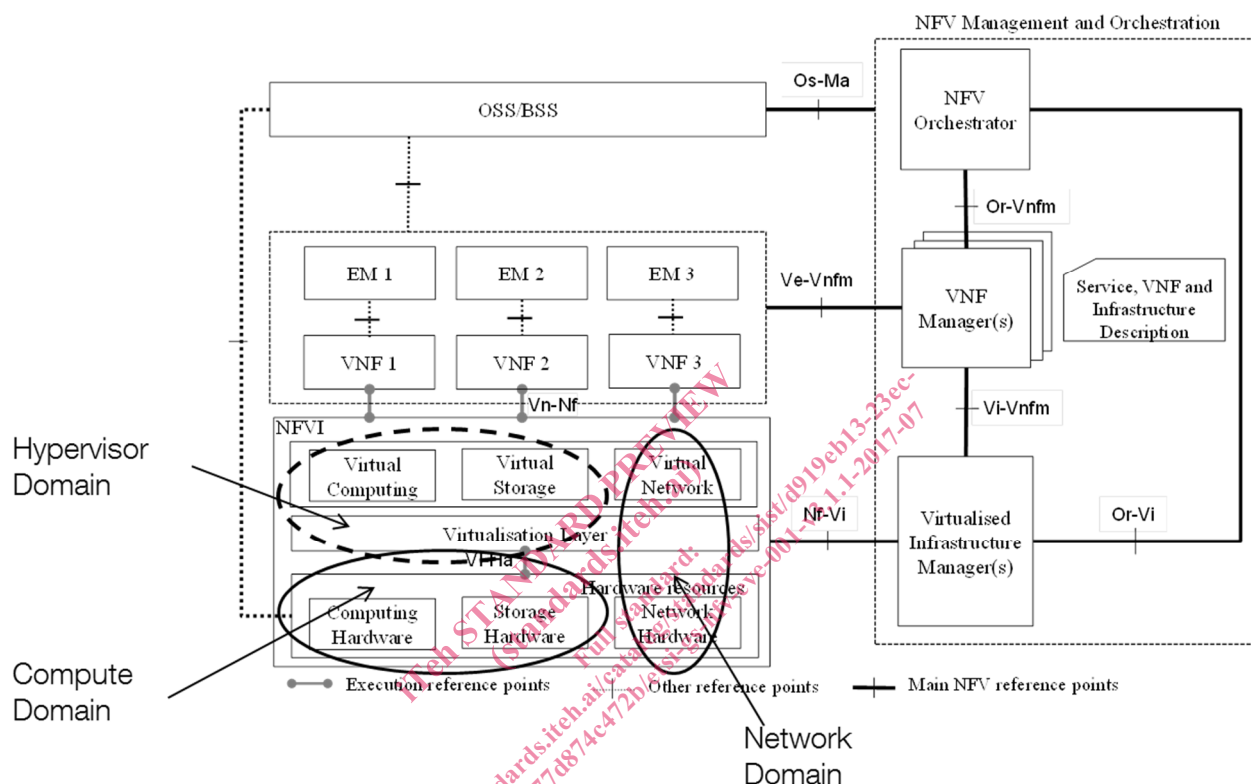 NFV Management and Orchestration
Os-Ma
OSS/BSS
NFV
Orchestrator
Or-Vnfm
EM 1
EM 2
EM 3
Ve-Vnfm
VNF
Manager(s)
Service, VNF and
Infrastructure
Description
VNF 1
VNF 2
VNF 3
Vn-Nf
Vi-Vnfm
NFVI
Hypervisor
Domain
Virtual
Computing
Virtual
Storage
Virtual
Network
Nf-Vi
Or-Vi
Virtualisation Layer
Virtualised
Infrastructure
Manager(s)
Vl-Ha
Hardware resources
Computing
Hardware
Storage
Hardware
Network
Hardware
Compute
Domain
Execution reference points
Other reference points
Main NFV reference points
Network
Domain
iTeh STANDARD PREVIEW
(standards.iteh.ai)
Full standard: